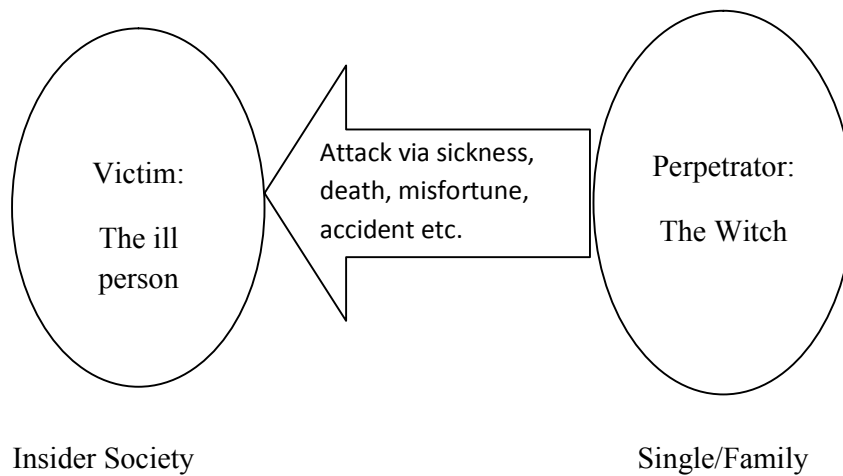 Victim:
The ill
person
Attack via sickness,
death, misfortune,
accident etc.
Perpetrator:
The Witch
Insider Society
Single/Family